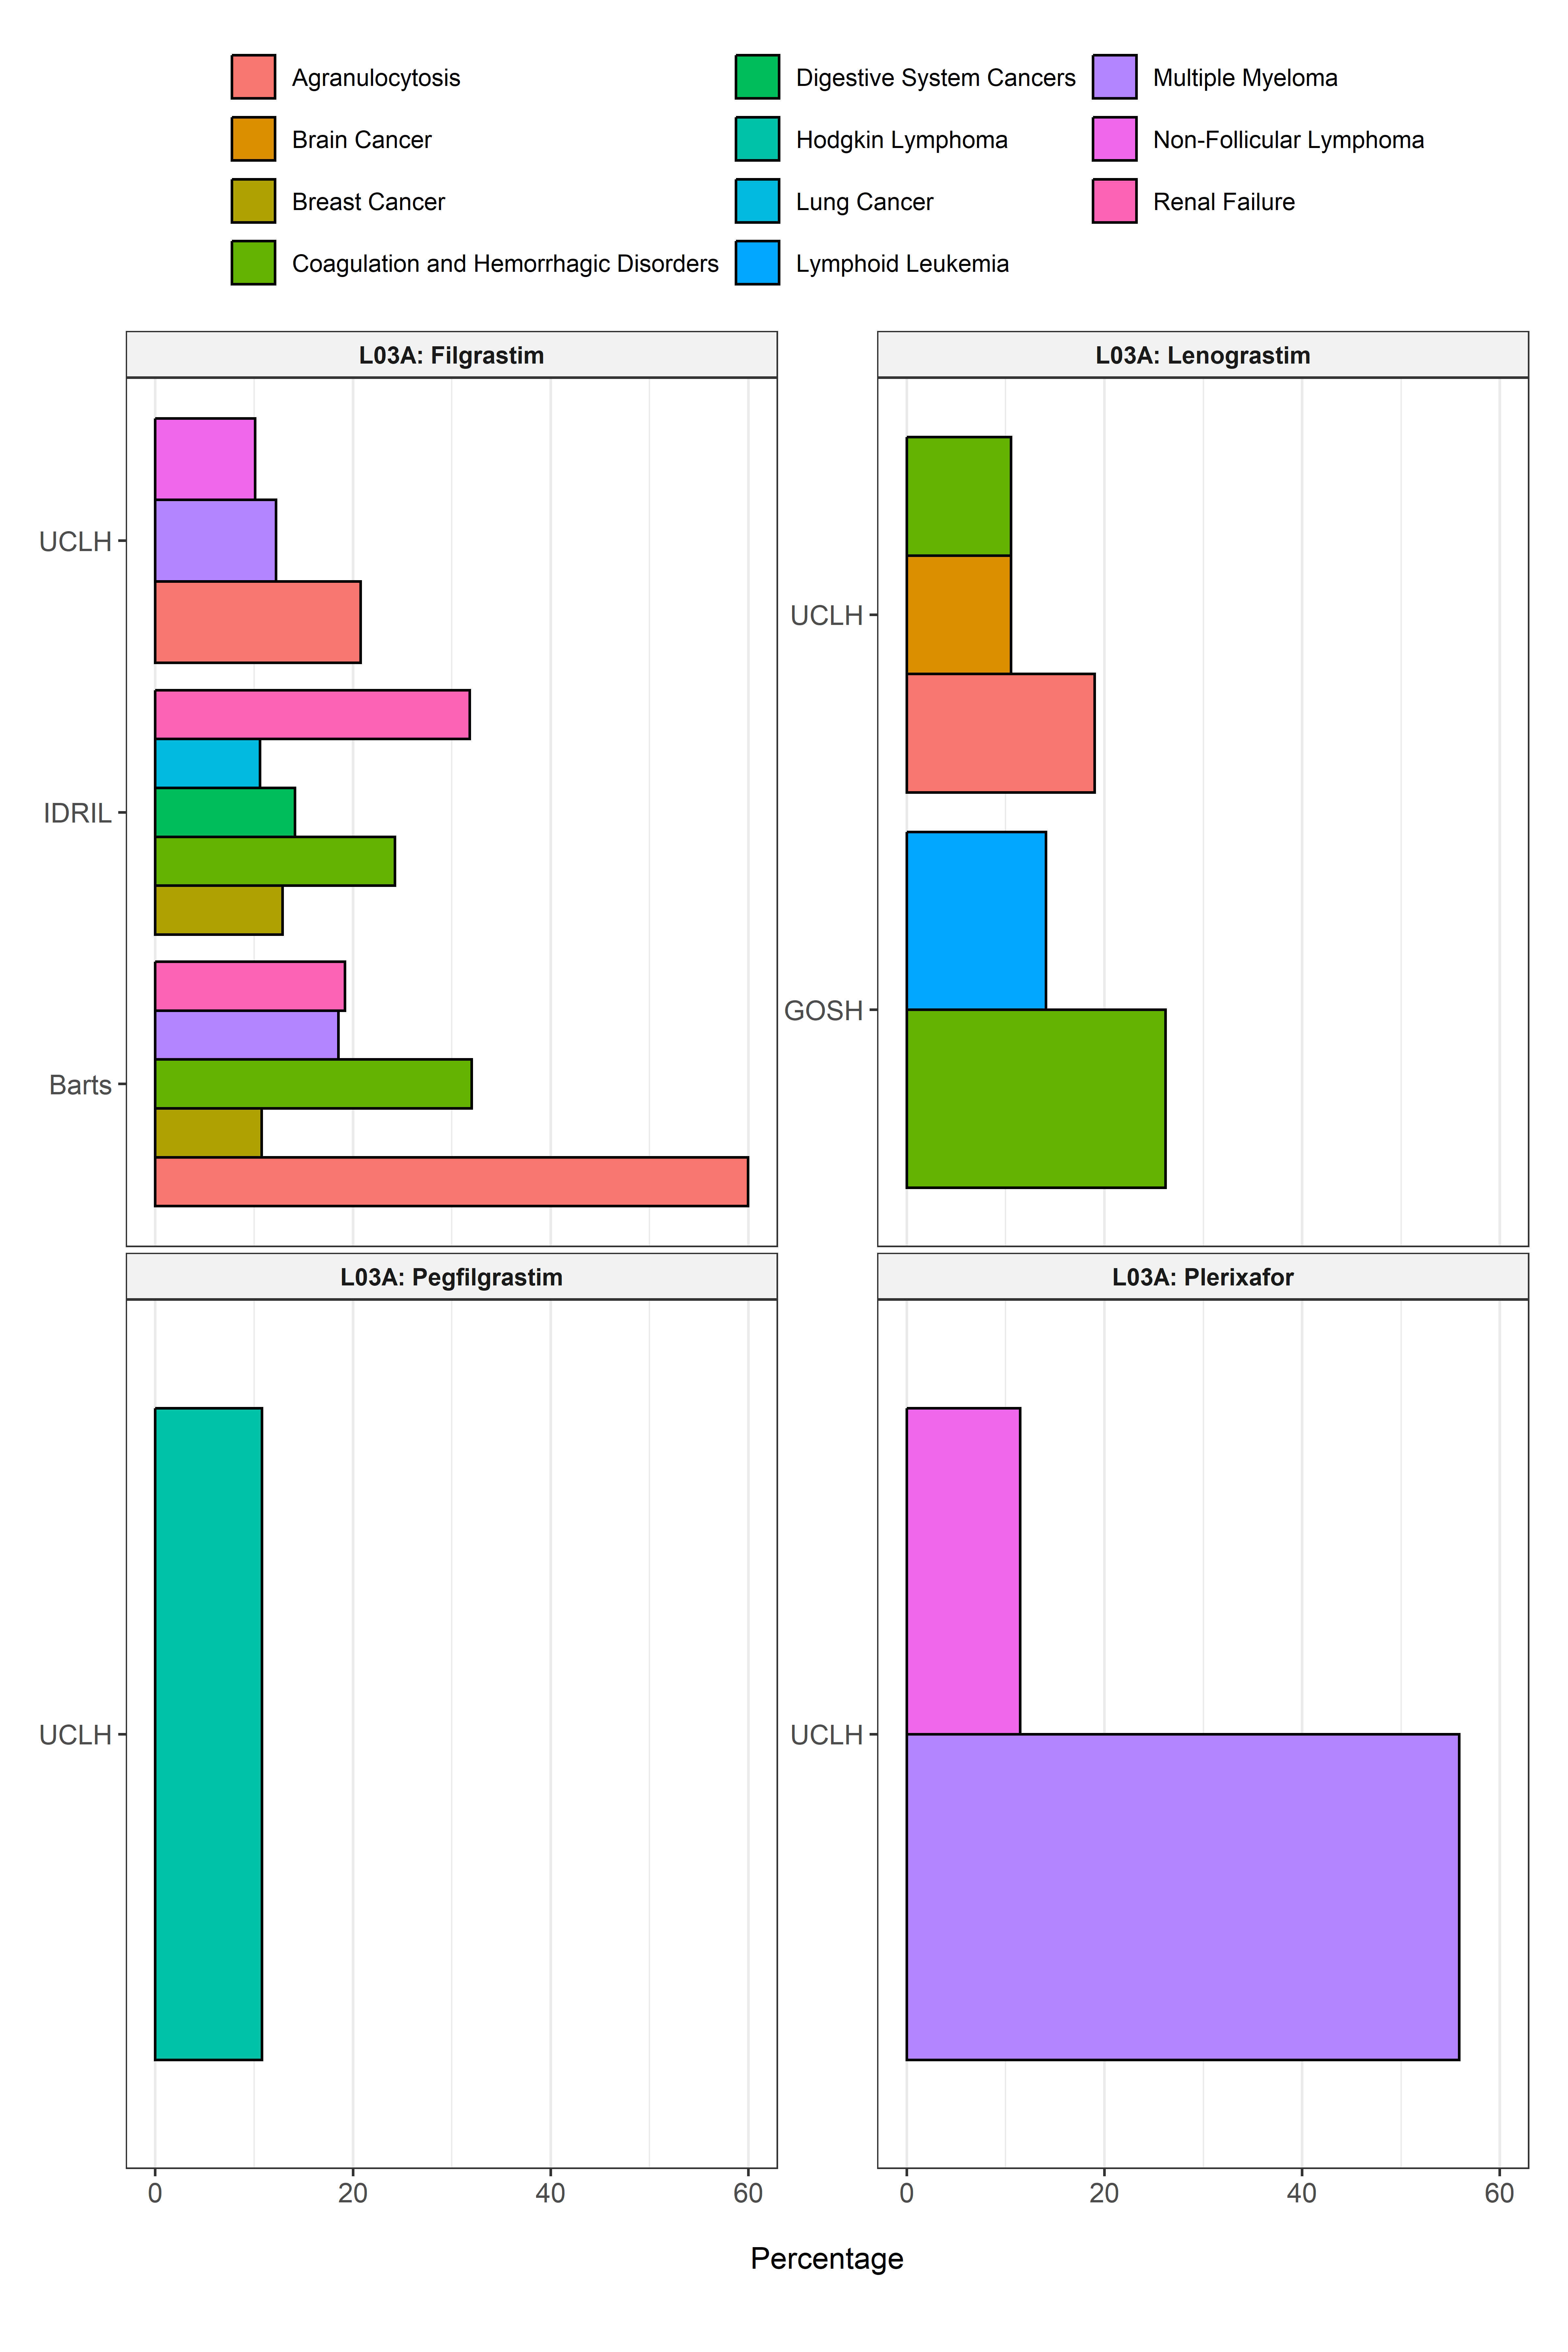 Agranulocytosis
Brain Cancer
Breast Cancer
Coagulation and Hemorrhagic Disorders
Digestive System Cancers
Hodgkin Lymphoma
Lung Cancer
Lymphoid Leukemia
Multiple Myeloma
Non-Follicular Lymphoma
Renal Failure
L03A: Filgrastim
UCLH
IDRIL
Barts
L03A: Lenograstim
UCLH
GOSH
L03A: Pegfilgrastim
UCLH
0 20 40 60
L03A: Plerixafor
UCLH
0 20 40 60
Percentage